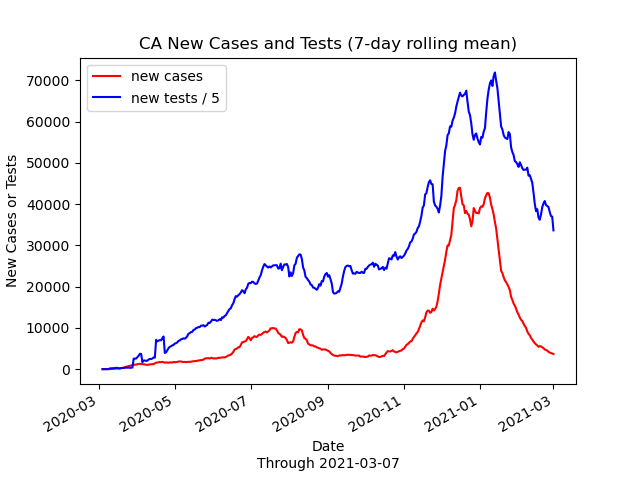 CA New Cases and Tests (7-day rolling mean)
new cases
new tests / 5
70000
60000
50000
40000
30000
20000
10000
0
New Cases or Tests
2020-03
2020-05
2020-07
2020-09
2020-11
2021-01
2021-03
Date
Through 2021-03-07